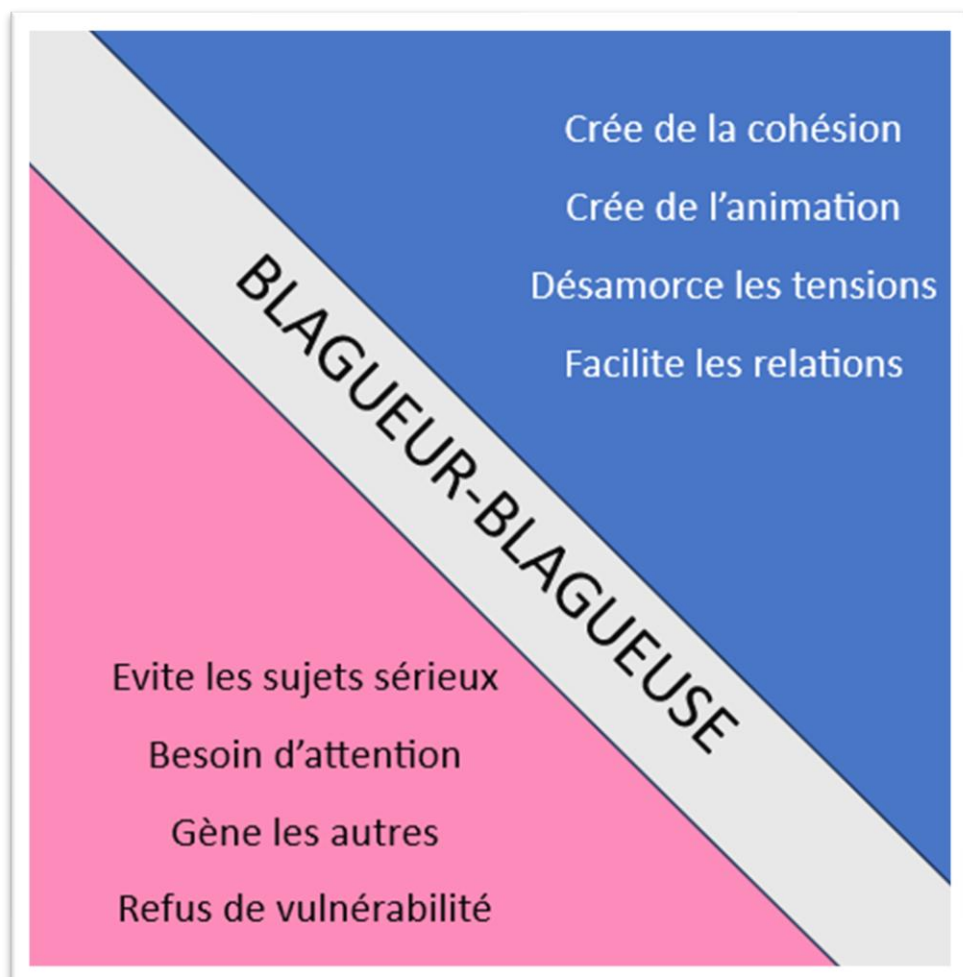 Crée de la cohésion
Crée de l’animation
Désamorce les tensions
Facilite les relations
BLAGUEUR-BLAGUEUSE
Evite les sujets sérieux
Besoin d’attention
Gène les autres
Refus de vulnérabilité